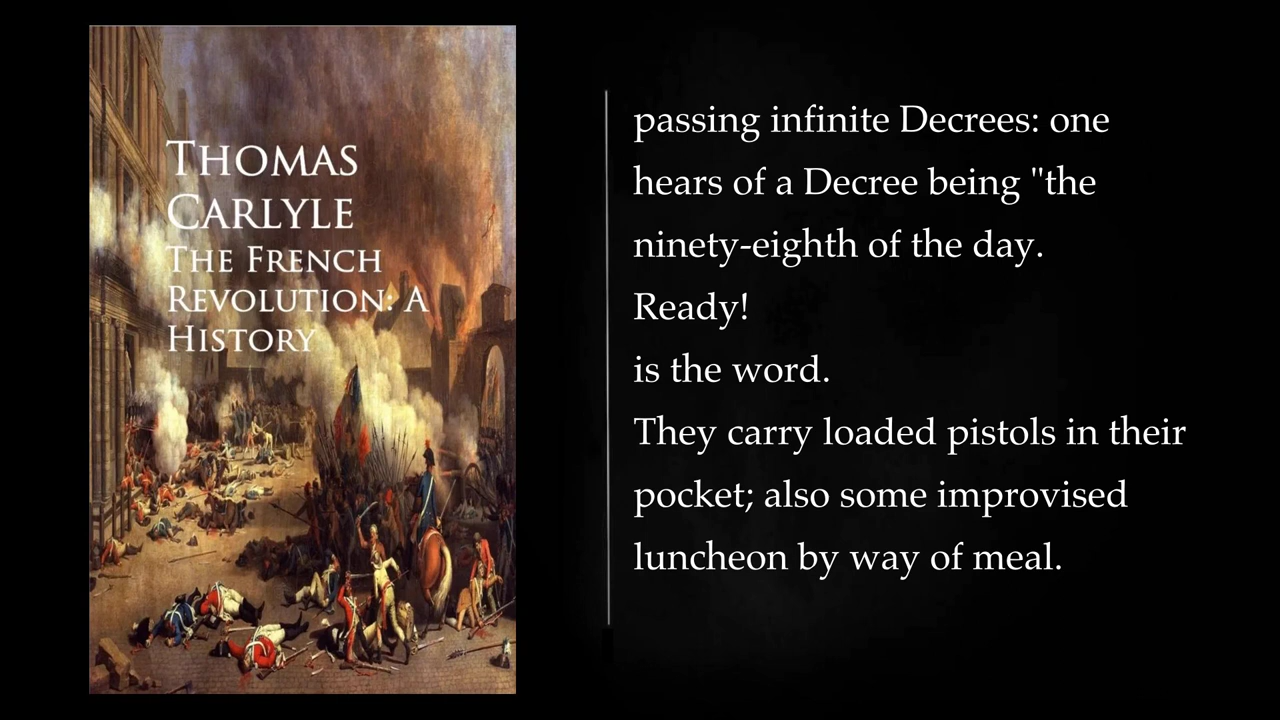 THOMAS
CARLYLE
THE FRENCH
REVOLUTION: A
HISTORY
passing infinite Decrees: one
hears of a Decree being "the
ninety-eighth of the day.
Ready!
is the word.
They carry loaded pistols in their
pocket; also some improvised
luncheon by way of meal.